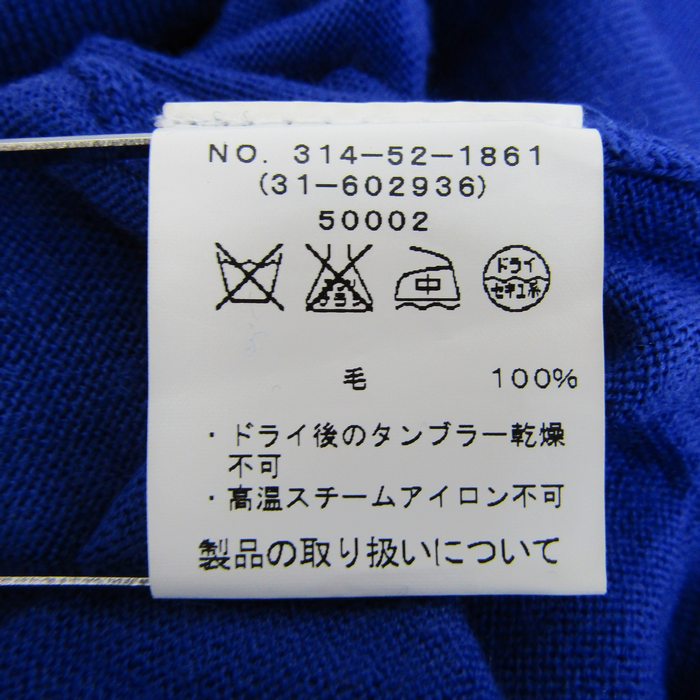 NO. 314-52-1861
(31-602936)
50002
中 ドライ
セキユ系
毛 100%
・ドライ後のタンブラー乾燥
不可
・高温スチームアイロン不可
製品の取り扱いについて